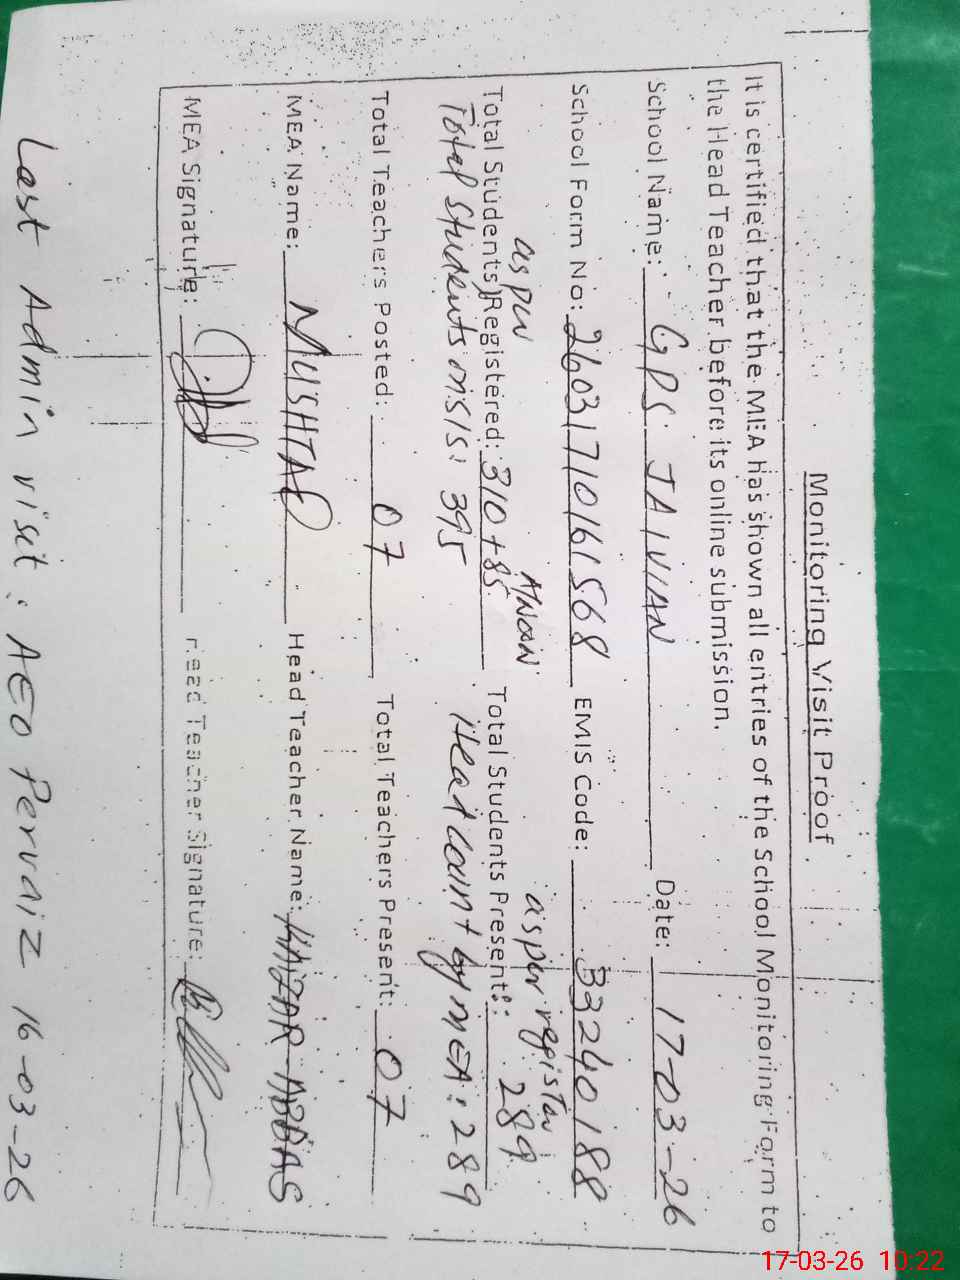 Monitoring Visit Proof
It is certified that the MEA has shown all entries of the School Monitoring Form to
the Head Teacher before its online submission.
School Name: GPS JAIVIAN Date: 17-03-26
School Form No: 26031710161568 EMIS Code: 33240188
as per A/NaN as per register
Total Students Registered: 310+85 Total Students Present: 289
Total Students on SIS: 395 Head Count by MEA: 289
Total Teachers Posted: 07 Total Teachers Present: 07
MEA Name: MUSHTAQ Head Teacher Name: ABBAS
MEA Signature: Head Teacher Signature:
Last Admin visit: AEO Pervaiz 16-03-26
17-03-26 10:22